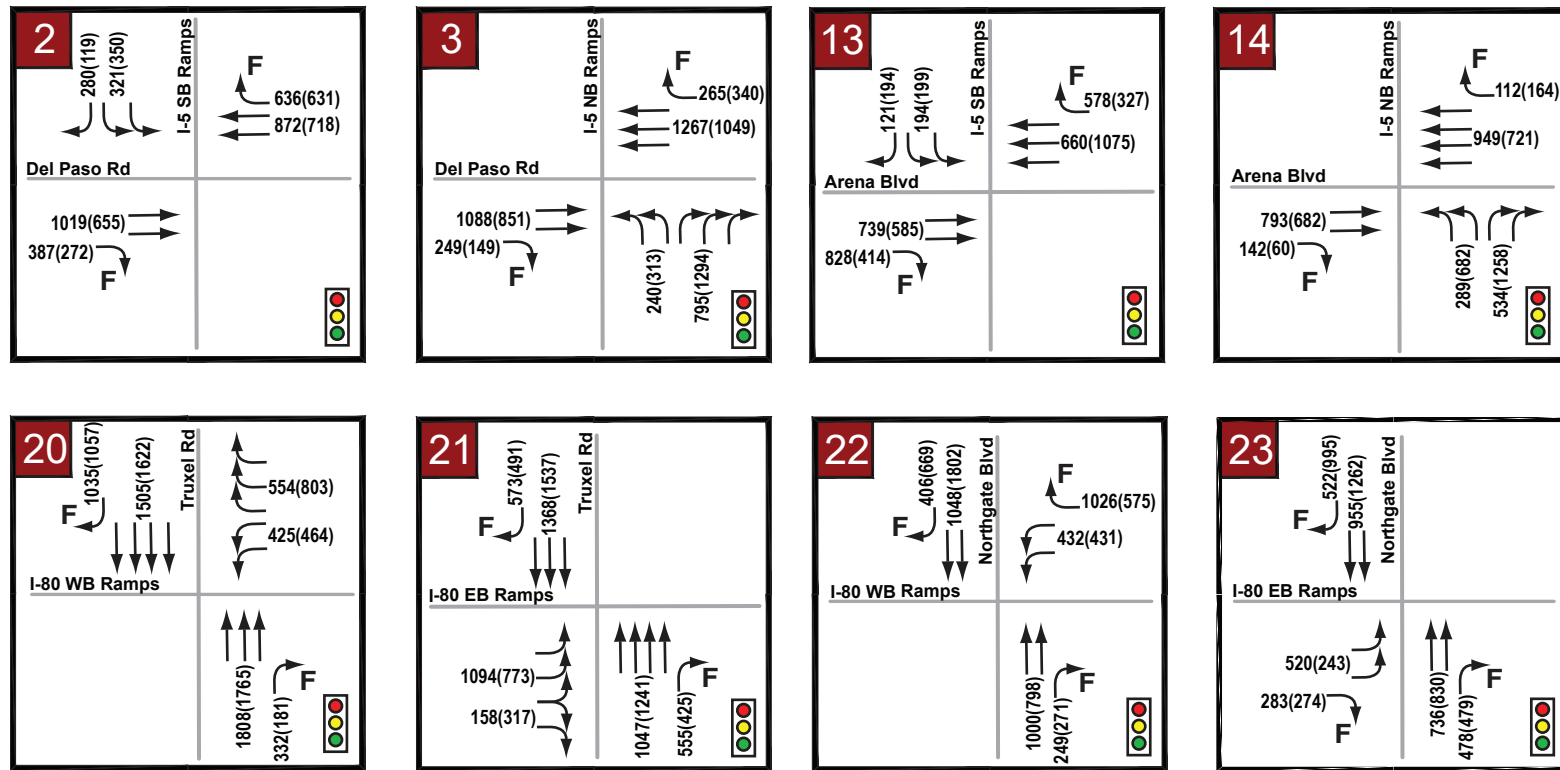 2
280(119)
321(350)
I-5 SB Ramps
F
636(631)
872(718)
Del Paso Rd
1019(655)
387(272)
F
3
I-5 NB Ramps
F
265(340)
1267(1049)
Del Paso Rd
1088(851)
249(149)
F
240(313)
795(1294)
13
121(194)
194(199)
I-5 SB Ramps
F
578(327)
660(1075)
Arena Blvd
739(585)
828(414)
F
14
I-5 NB Ramps
F
112(164)
949(721)
Arena Blvd
793(682)
142(60)
F
289(682)
534(1258)
20
1035(1057)
1505(1622)
Truxel Rd
F
554(803)
425(464)
I-80 WB Ramps
1808(1765)
332(181)
F
21
573(491)
1368(1537)
Truxel Rd
F
I-80 EB Ramps
1094(773)
158(317)
1047(1241)
555(425)
F
22
406(669)
1048(1802)
Northgate Blvd
F
F
1026(575)
432(431)
I-80 WB Ramps
1000(798)
249(271)
F
23
522(995)
955(1262)
Northgate Blvd
F
I-80 EB Ramps
520(243)
283(274)
F
736(830)
478(479)
F